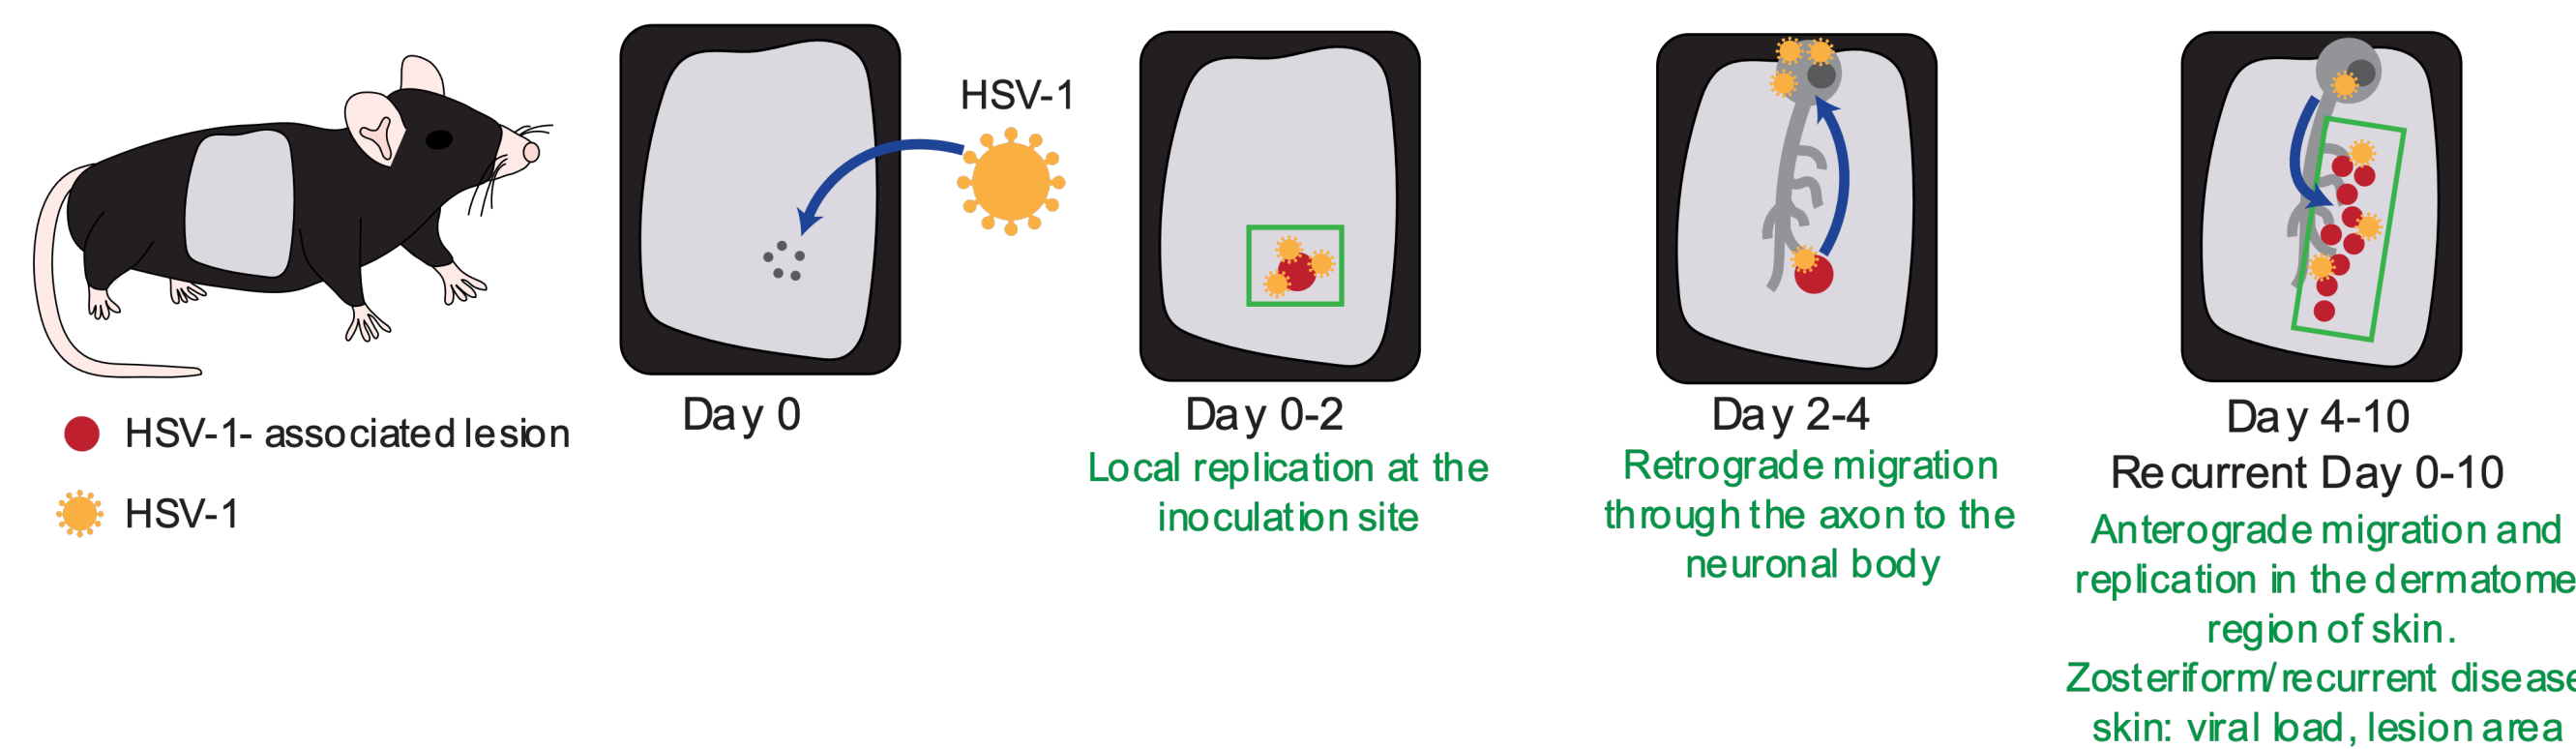 HSV-1
HSV-1- associated lesion
HSV-1
Day 0
Day 0-2
Local replication at the
inoculation site
Day 2-4
Retrograde migration
through the axon to the
neuronal body
Day 4-10
Recurrent Day 0-10
Anterograde migration and
replication in the dermatome
region of skin.
Zosteriform/recurrent disease
skin: viral load, lesion area